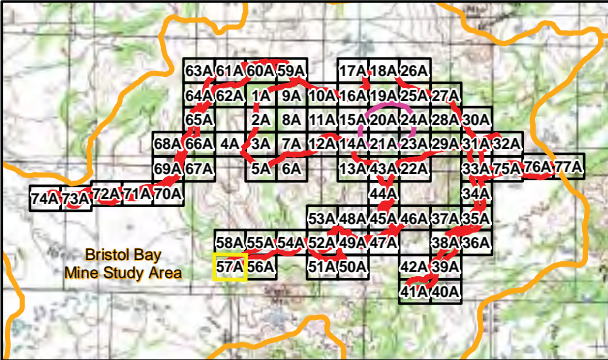 63A 61A 60A 59A 17A 18A 26A
64A 62A 1A 9A 10A 16A 19A 25A 27A
65A 2A 8A 11A 15A 20A 24A 28A 30A
68A 66A 4A 3A 7A 12A 14A 21A 23A 29A 31A 32A
69A 67A 5A 6A 13A 43A 22A 33A 75A 76A 77A
74A 73A 72A 71A 70A 44A 34A
53A 48A 45A 46A 37A 35A
58A 55A 54A 52A 49A 47A 38A 36A
Bristol Bay
Mine Study Area
57A 56A 51A 50A 42A 39A
41A 40A